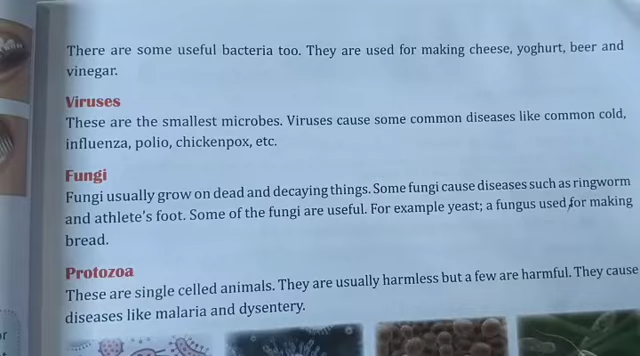 There are some useful bacteria too. They are used for making cheese, yoghurt, beer and
vinegar.
Viruses
These are the smallest microbes. Viruses cause some common diseases like common cold,
influenza, polio, chickenpox, etc.
Fungi
Fungi usually grow on dead and decaying things. Some fungi cause diseases such as ringworm
and athlete's foot. Some of the fungi are useful. For example yeast; a fungus used for making
bread.
Protozoa
These are single celled animals. They are usually harmless but a few are harmful. They cause
diseases like malaria and dysentery.